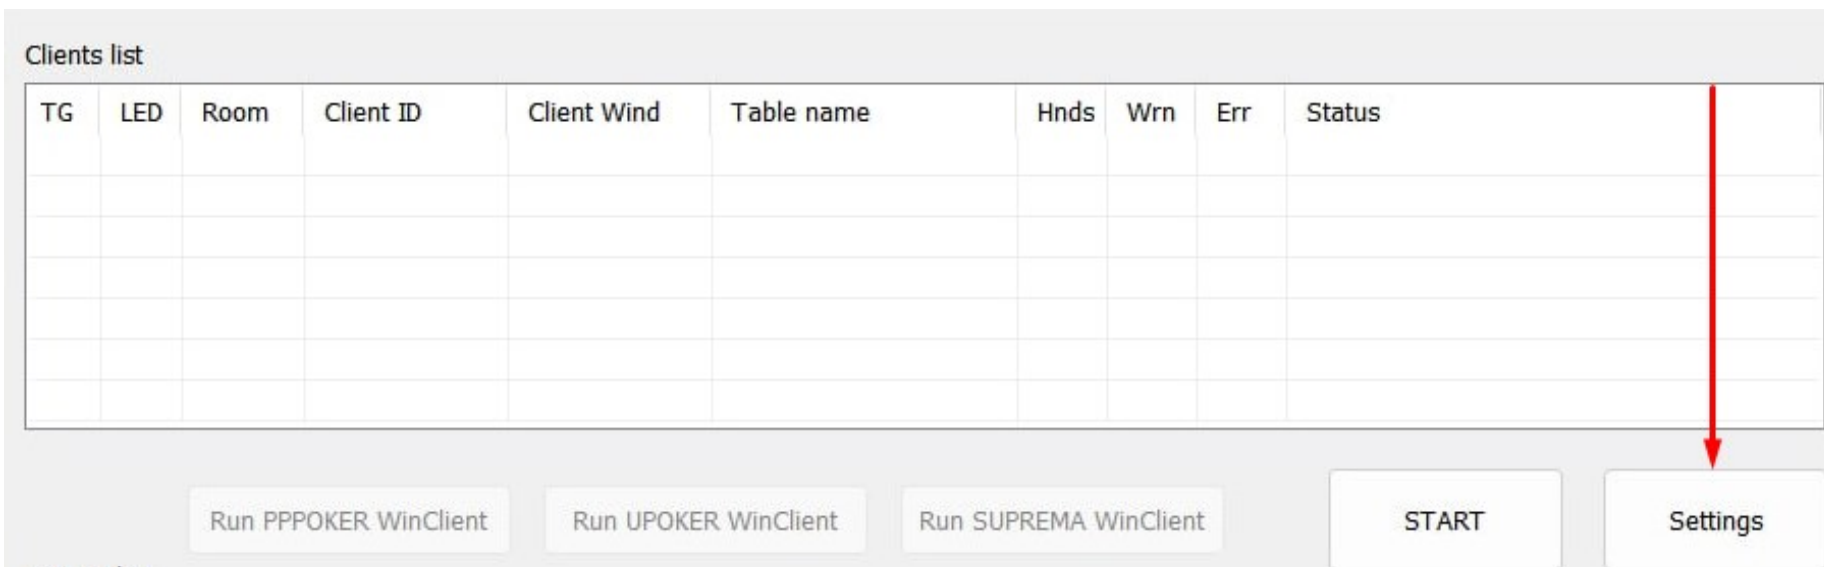 Clients list
TG LED Room Client ID Client Wind Table name Hnds Wrn Err Status
Run PPPOKER WinClient Run UPOKER WinClient Run SUPREMA WinClient START Settings